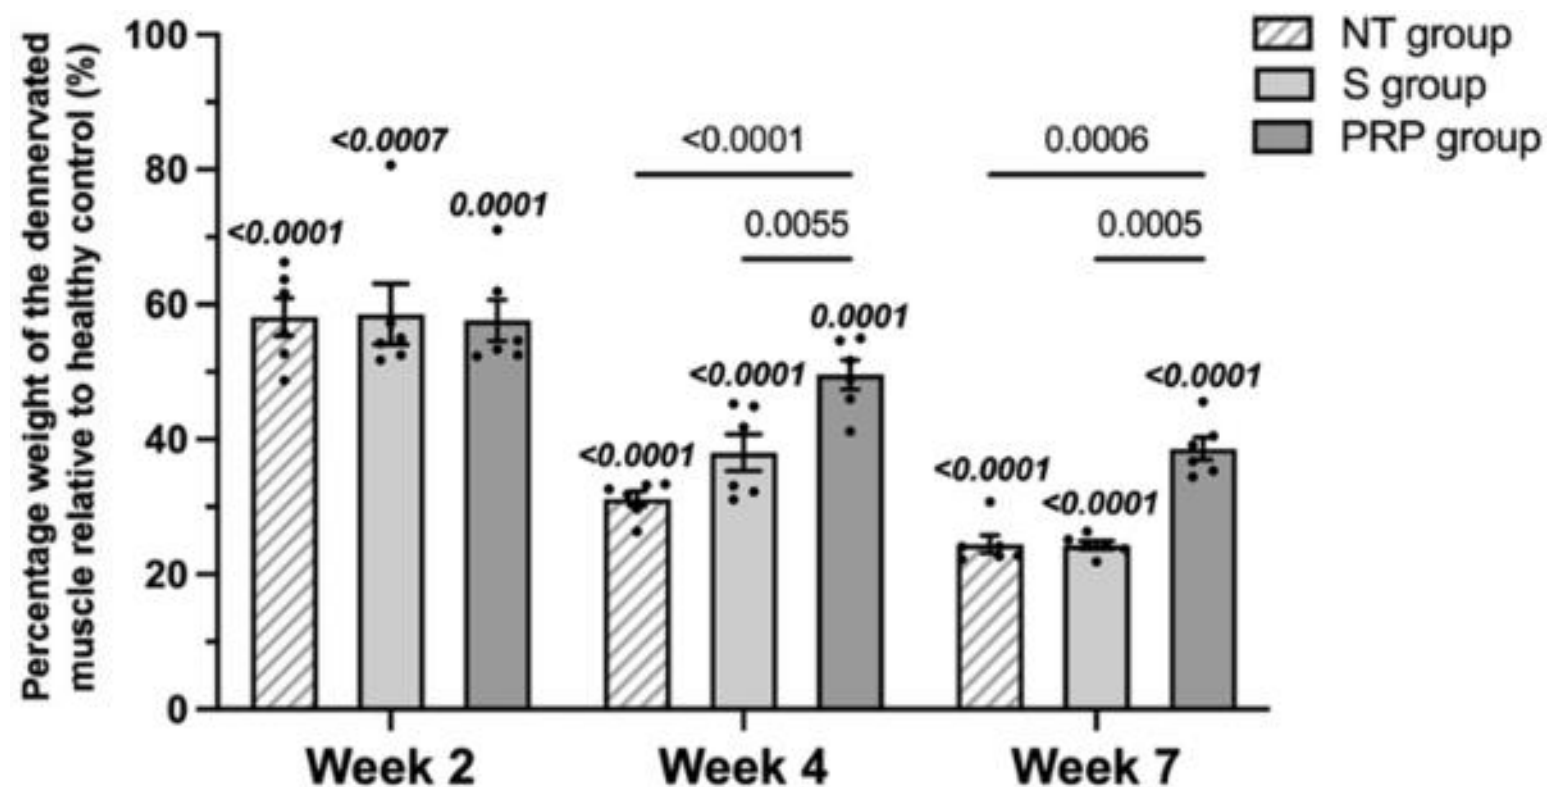 Percentage weight of the dennervated
muscle relative to healthy control (%)
100
80
60
40
20
0
<0.0001
<0.0007
0.0001
<0.0001
<0.0001
0.0001
<0.0001
0.0055
<0.0001
<0.0001
<0.0001
0.0006
0.0005
Week 2
Week 4
Week 7
NT group
S group
PRP group